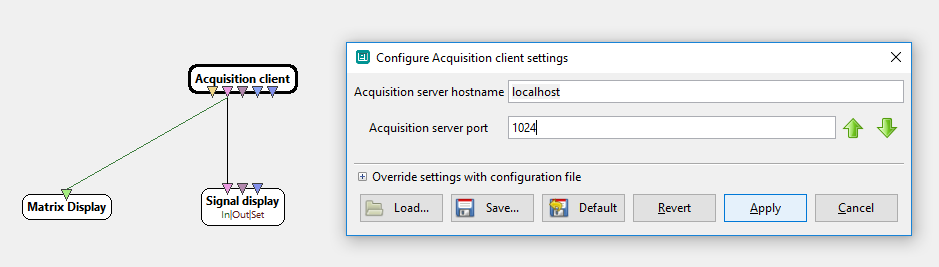 Acquisition client
Matrix Display
Signal display
In|Out|Set
Configure Acquisition client settings
Acquisition server hostname localhost
Acquisition server port 1024
Override settings with configuration file
Load... Save... Default Revert Apply Cancel